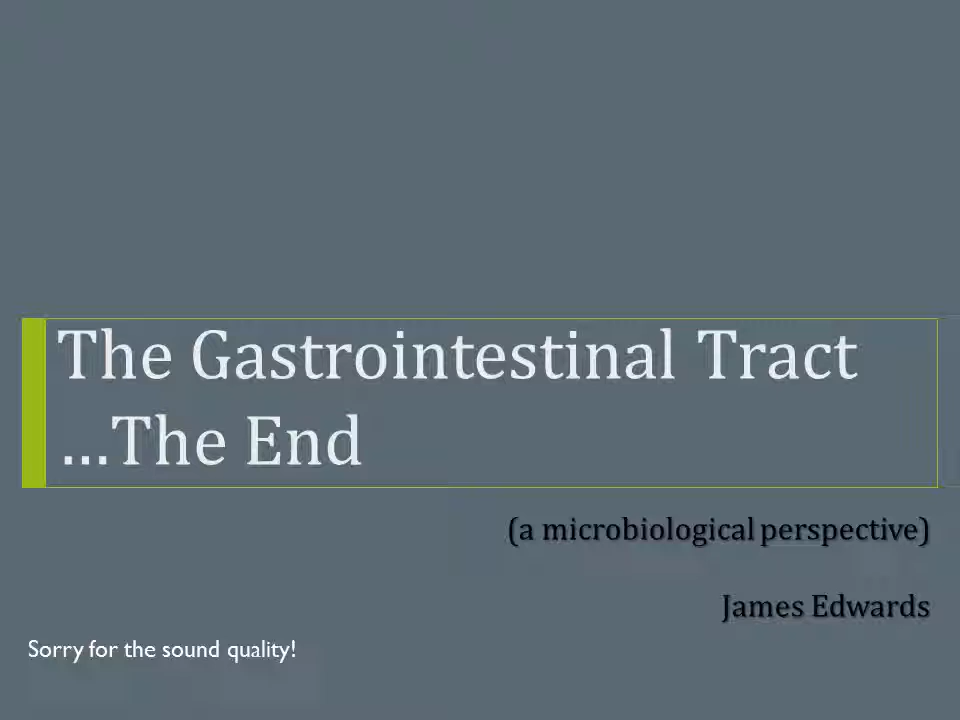 The Gastrointestinal Tract
...The End
(a microbiological perspective)
James Edwards
Sorry for the sound quality!